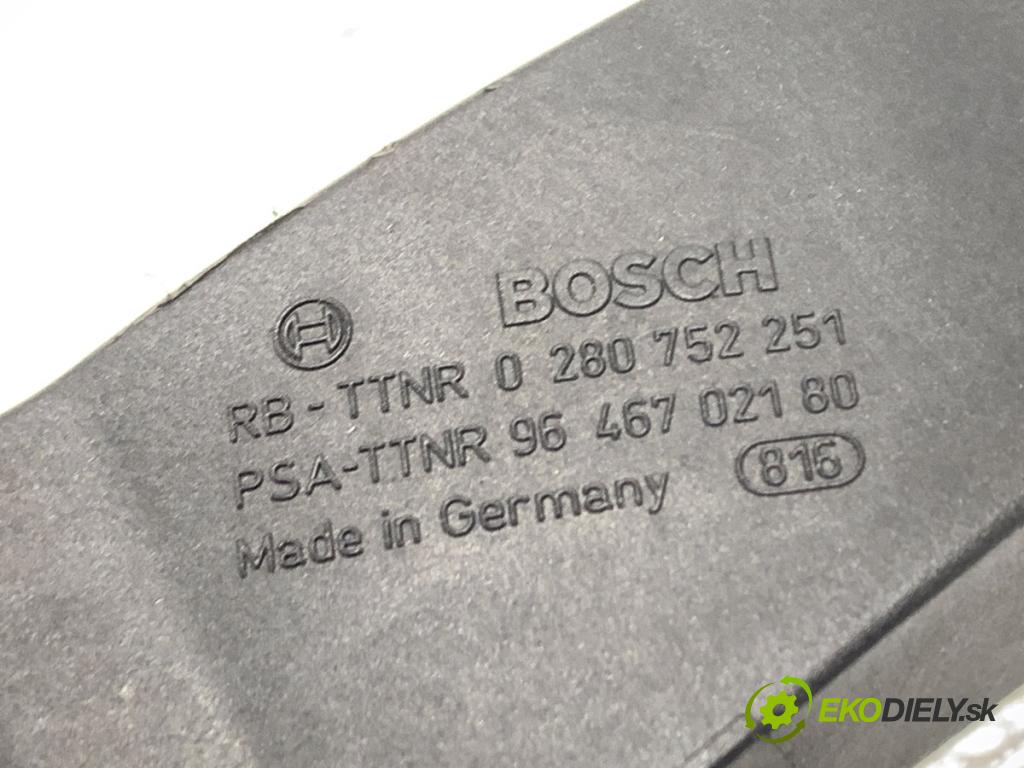 BOSCH
RB-TTNR 0 280 752 251
PSA-TTNR 96 467 021 80
Made in Germany 816
EKODIELY.sk